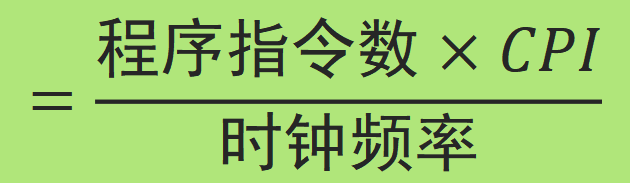 = 程序指令数 × CPI
时钟频率